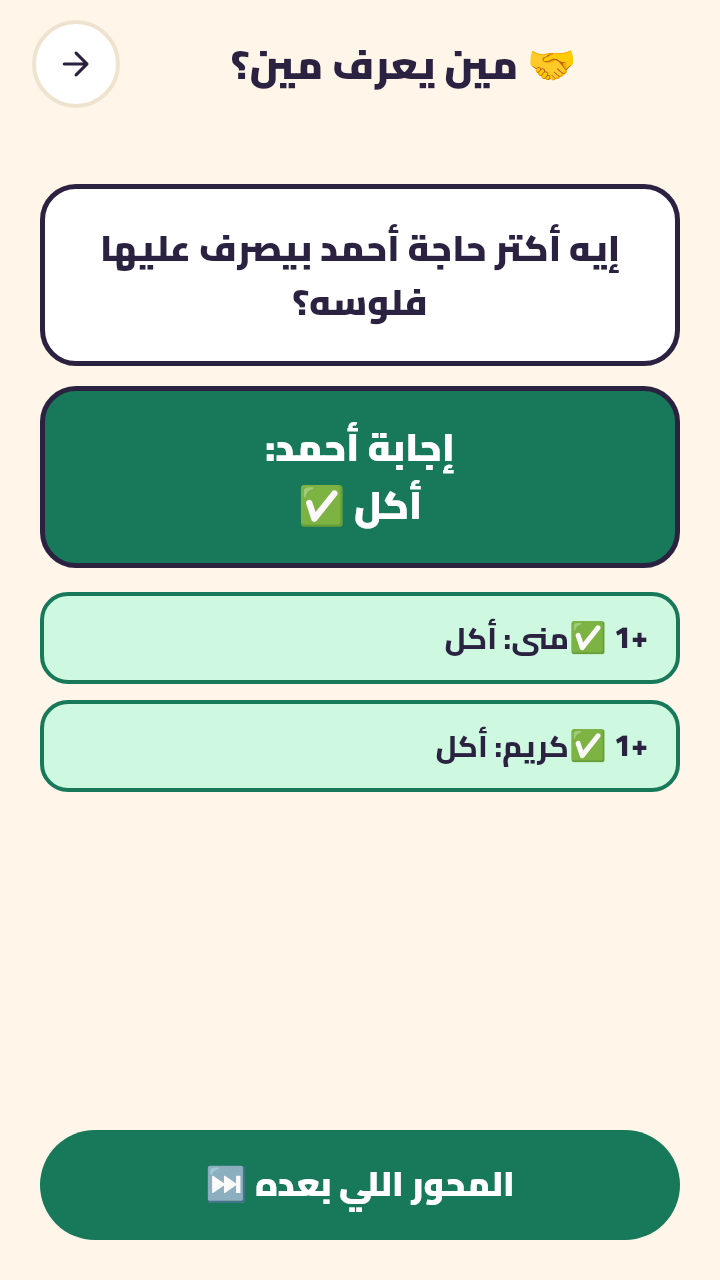 🤝 مين يعرف مين؟
إيه أكتر حاجة أحمد بيصرف عليها
فلوسه؟
إجابة أحمد:
أكل ✅
+1 ✅منى: أكل
+1 ✅كريم: أكل
المحور اللي بعده ⏭️